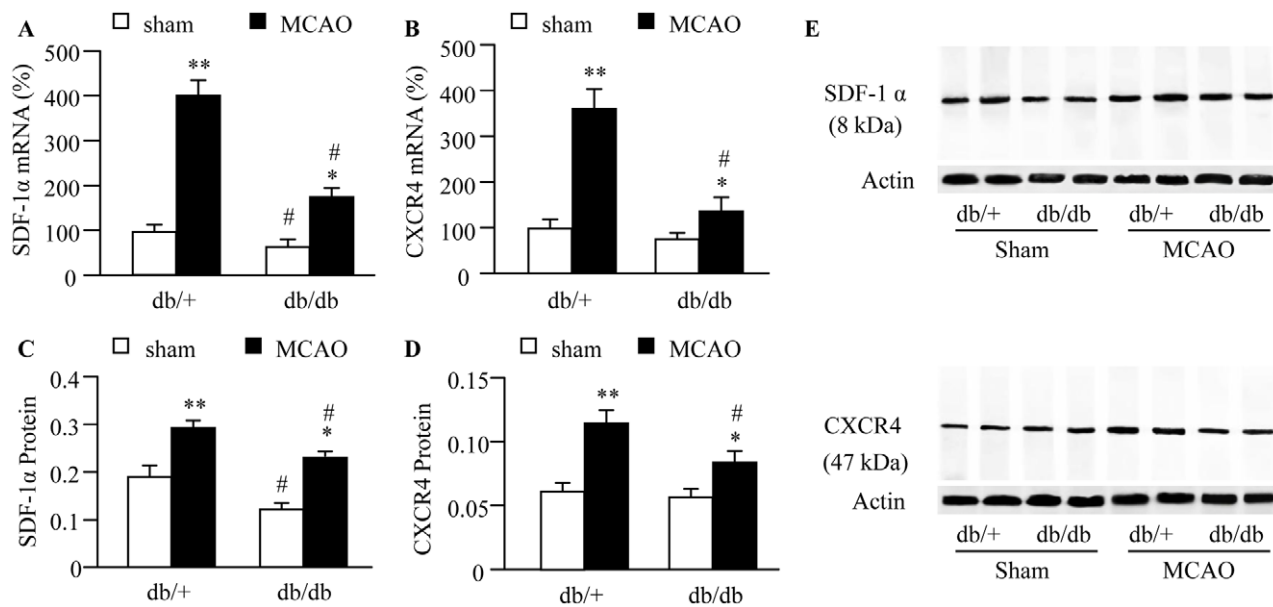 A
sham
MCAO
SDF-1α mRNA (%)
500
400
300
200
100
0
**
#
#
*
db/+
db/db
B
sham
MCAO
CXCR4 mRNA (%)
500
400
300
200
100
0
**
#
*
db/+
db/db
C
sham
MCAO
SDF-1α Protein
0.4
0.3
0.2
0.1
0
**
#
#
*
db/+
db/db
D
sham
MCAO
CXCR4 Protein
0.15
0.10
0.05
0
**
#
*
db/+
db/db
E
SDF-1 α
(8 kDa)
Actin
db/+ db/db db/+ db/db
Sham MCAO
CXCR4
(47 kDa)
Actin
db/+ db/db db/+ db/db
Sham MCAO